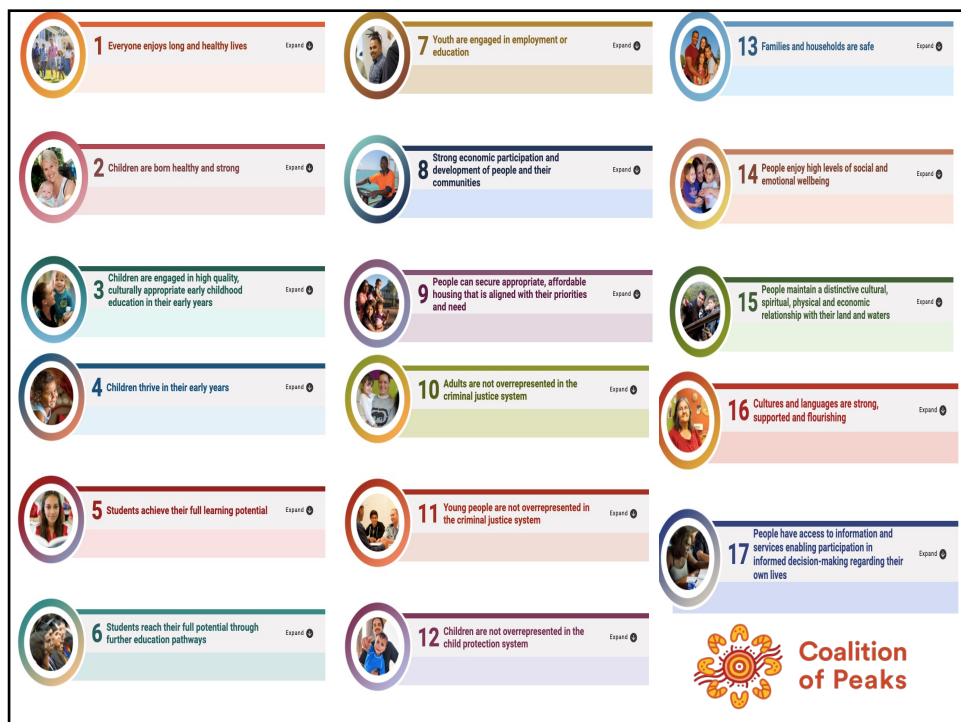 1 Everyone enjoys long and healthy lives Expand
2 Children are born healthy and strong Expand
3 Children are engaged in high quality,
culturally appropriate early childhood
education in their early years
Expand
4 Children thrive in their early years Expand
5 Students achieve their full learning potential Expand
6 Students reach their full potential through
further education pathways
Expand
7 Youth are engaged in employment or
education
Expand
8 Strong economic participation and
development of people and their
communities
Expand
9 People can secure appropriate, affordable
housing that is aligned with their priorities
and need
Expand
10 Adults are not overrepresented in the
criminal justice system
Expand
11 Young people are not overrepresented in
the criminal justice system
Expand
12 Children are not overrepresented in the
child protection system
Expand
13 Families and households are safe Expand
14 People enjoy high levels of social and
emotional wellbeing
Expand
15 People maintain a distinctive cultural,
spiritual, physical and economic
relationship with their land and waters
Expand
16 Cultures and languages are strong,
supported and flourishing
Expand
17 People have access to information and
services enabling participation in
informed decision-making regarding their
own lives
Expand
Coalition
of Peaks